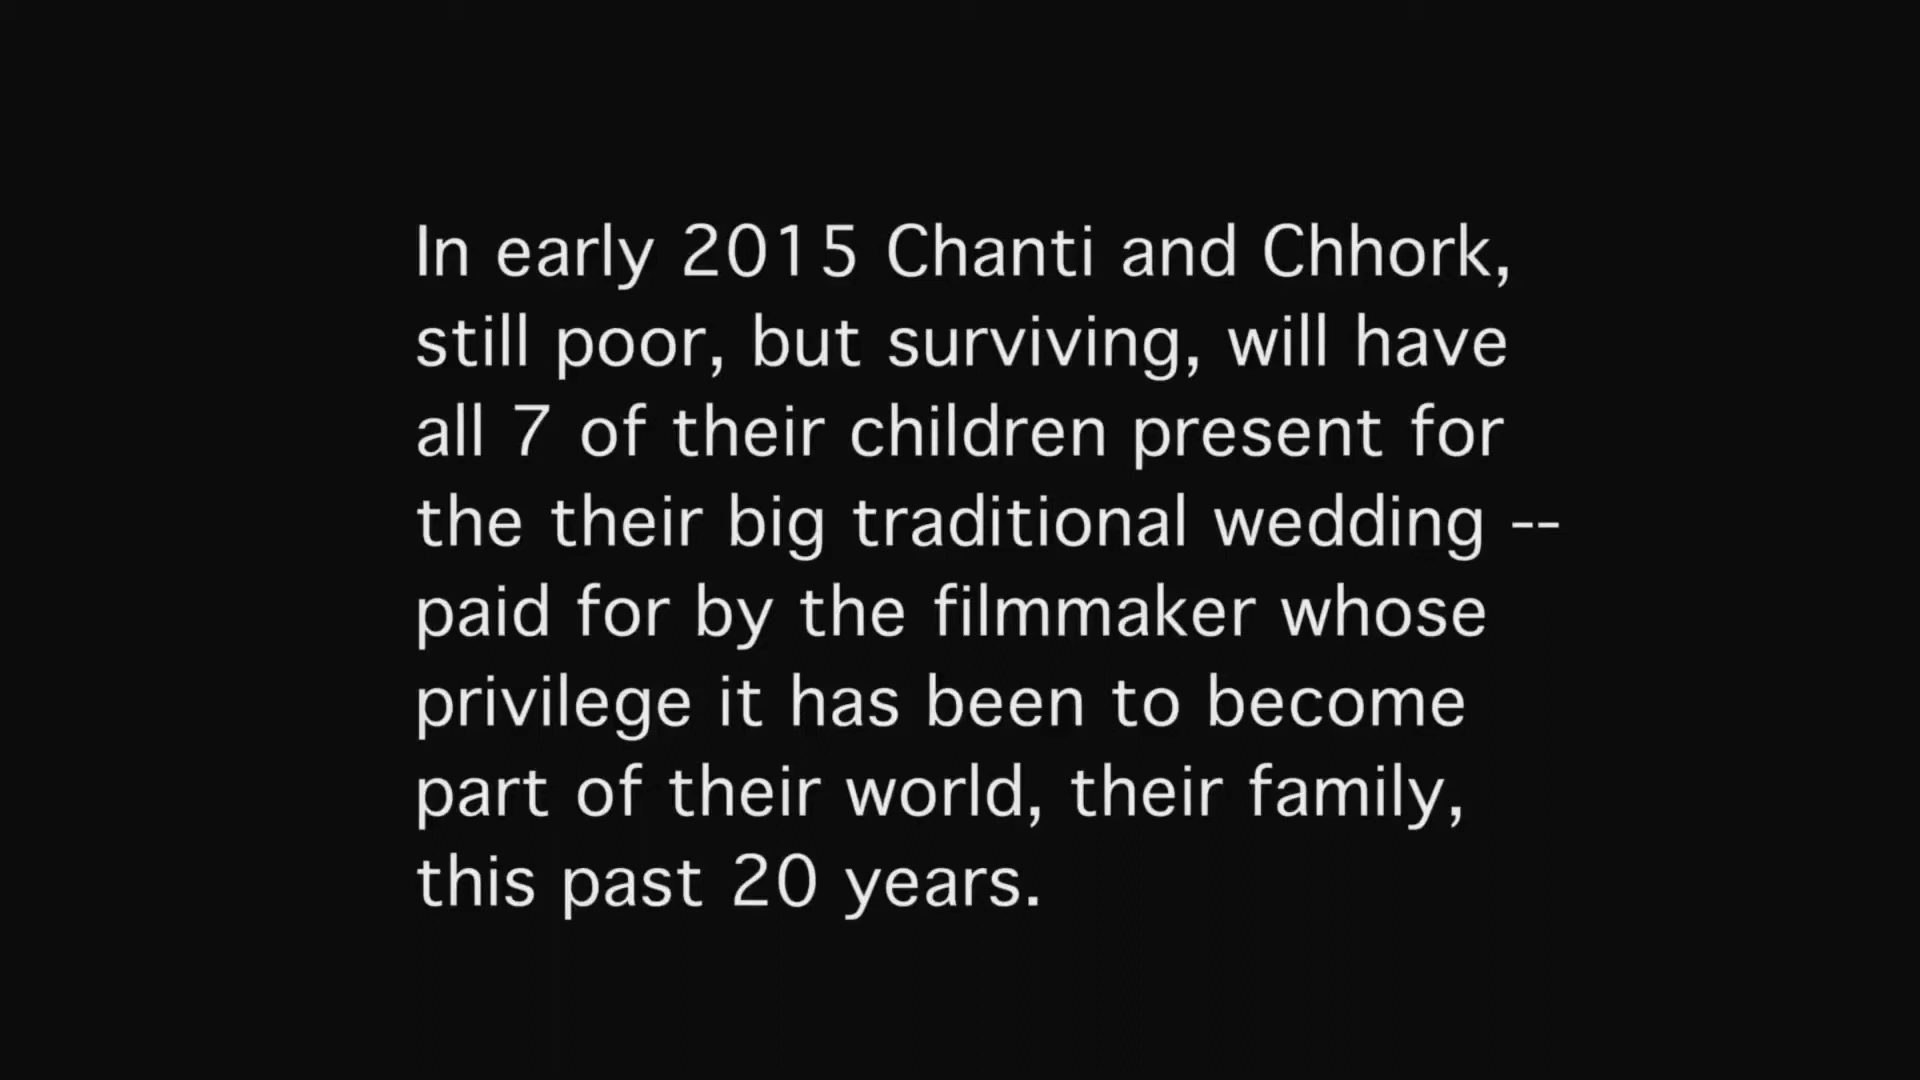 In early 2015 Chanti and Chhork,
still poor, but surviving, will have
all 7 of their children present for
the their big traditional wedding --
paid for by the filmmaker whose
privilege it has been to become
part of their world, their family,
this past 20 years.